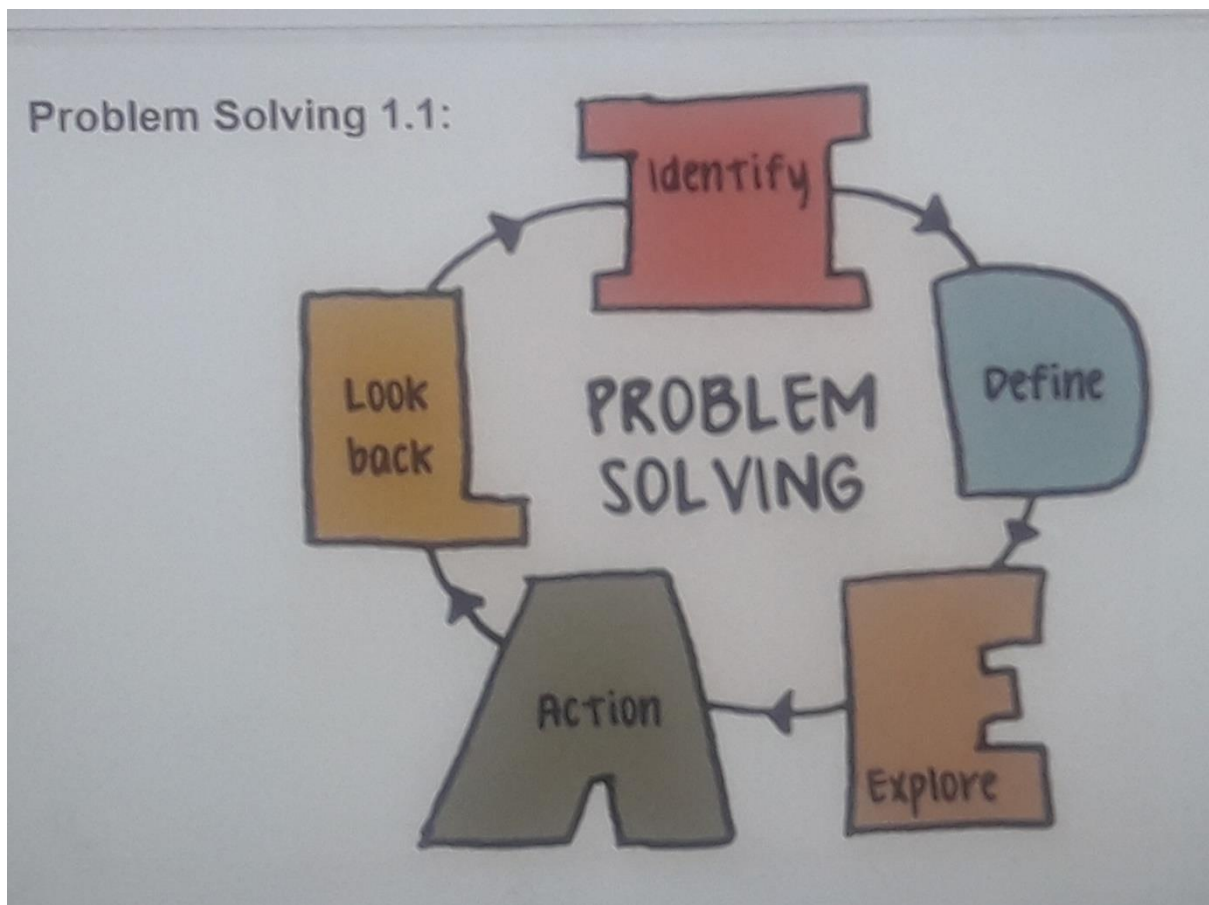 Problem Solving 1.1:
Identify
Define
Explore
Action
Look
back
PROBLEM
SOLVING